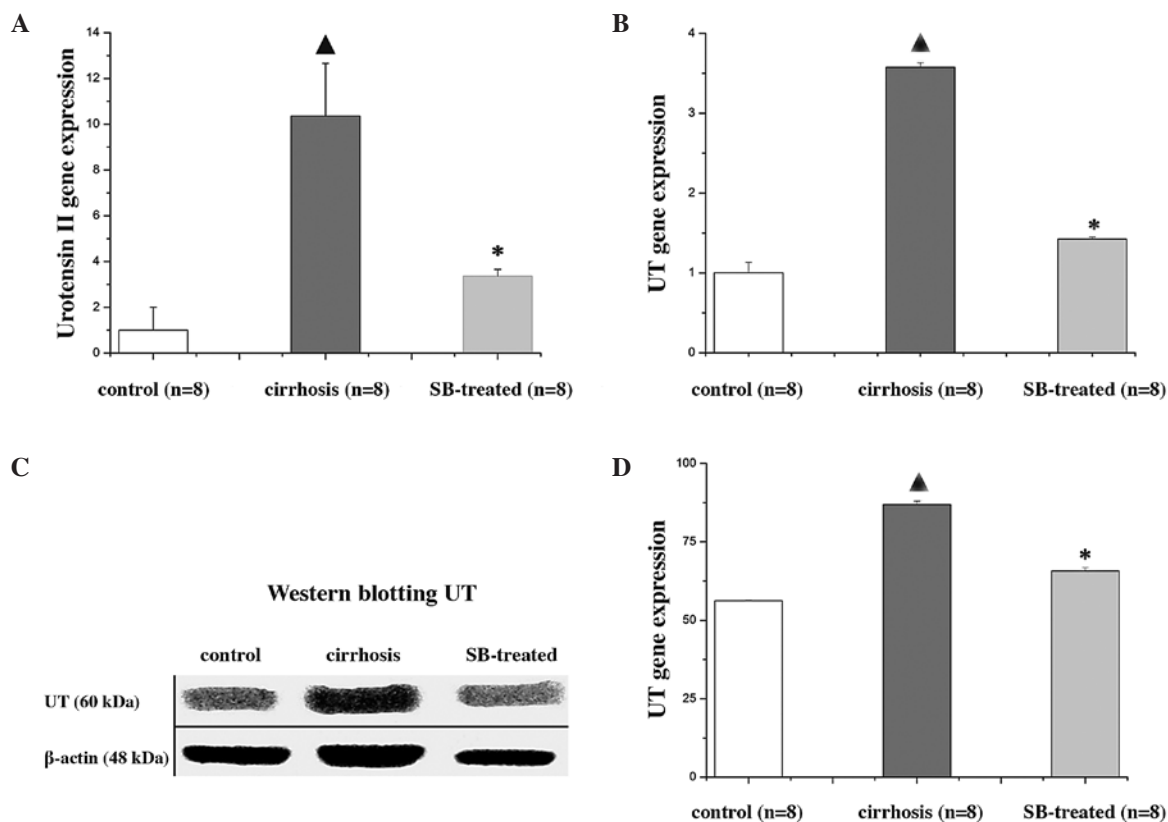 A
Urotensin II gene expression
14
12
10
8
6
4
2
0
▲
*
control (n=8) cirrhosis (n=8) SB-treated (n=8)
B
UT gene expression
4
3
2
1
0
▲
*
control (n=8) cirrhosis (n=8) SB-treated (n=8)
C
Western blotting UT
control cirrhosis SB-treated
UT (60 kDa)
β-actin (48 kDa)
D
UT gene expression
100
75
50
25
0
▲
*
control (n=8) cirrhosis (n=8) SB-treated (n=8)